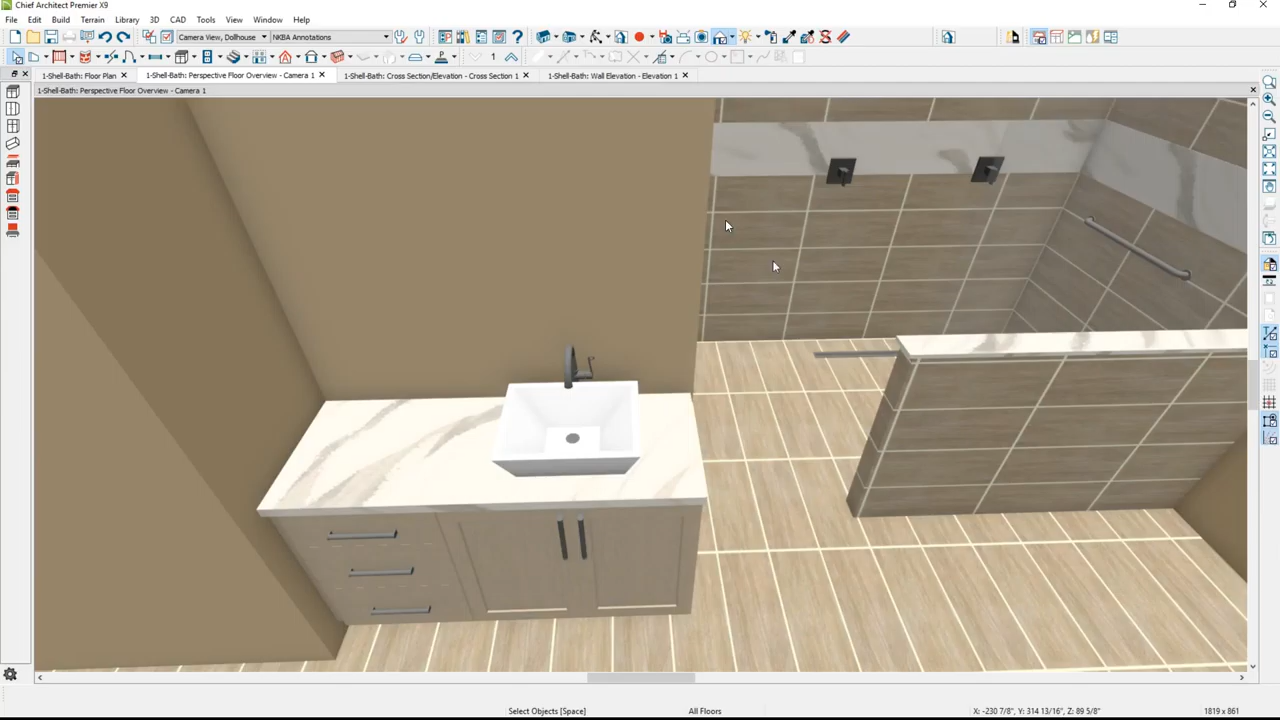 Chief Architect Premier X9
File Edit Build Terrain Library 3D CAD Tools View Window Help
Camera View, Dollhouse NKBA Annotations
1
1-Shell-Bath: Floor Plan 1-Shell-Bath: Perspective Floor Overview - Camera 1 1-Shell-Bath: Cross Section/Elevation - Cross Section 1 1-Shell-Bath: Wall Elevation - Elevation 1
1-Shell-Bath: Perspective Floor Overview - Camera 1
Select Objects [Space] All Floors X: -230 7/8", Y: 314 13/16", Z: 89 5/8" 1819 x 861